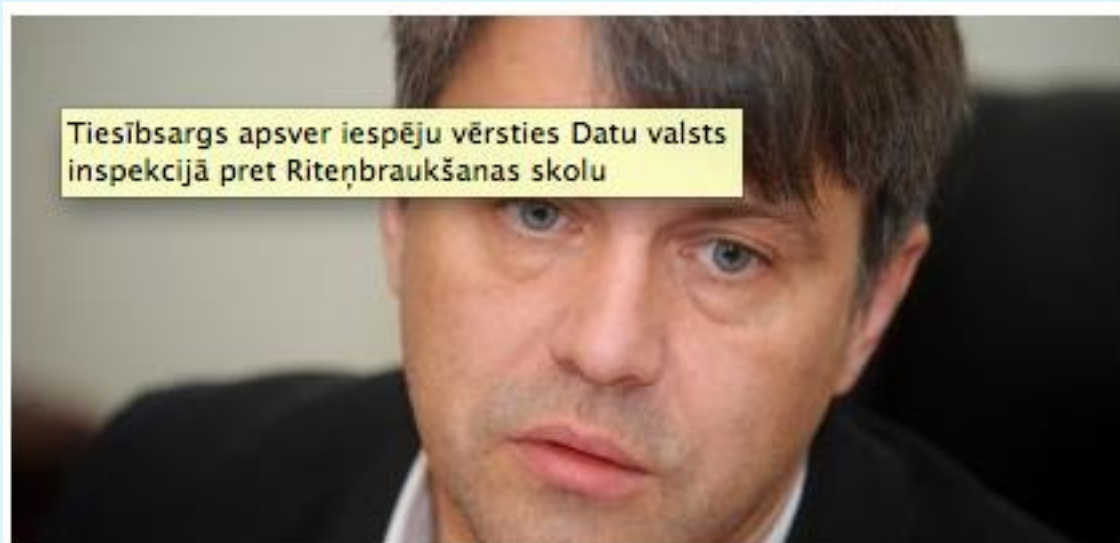 Tiesībsargs apsver iespēju vērsties Datu valsts
inspekcijā pret Riteņbraukšanas skolu